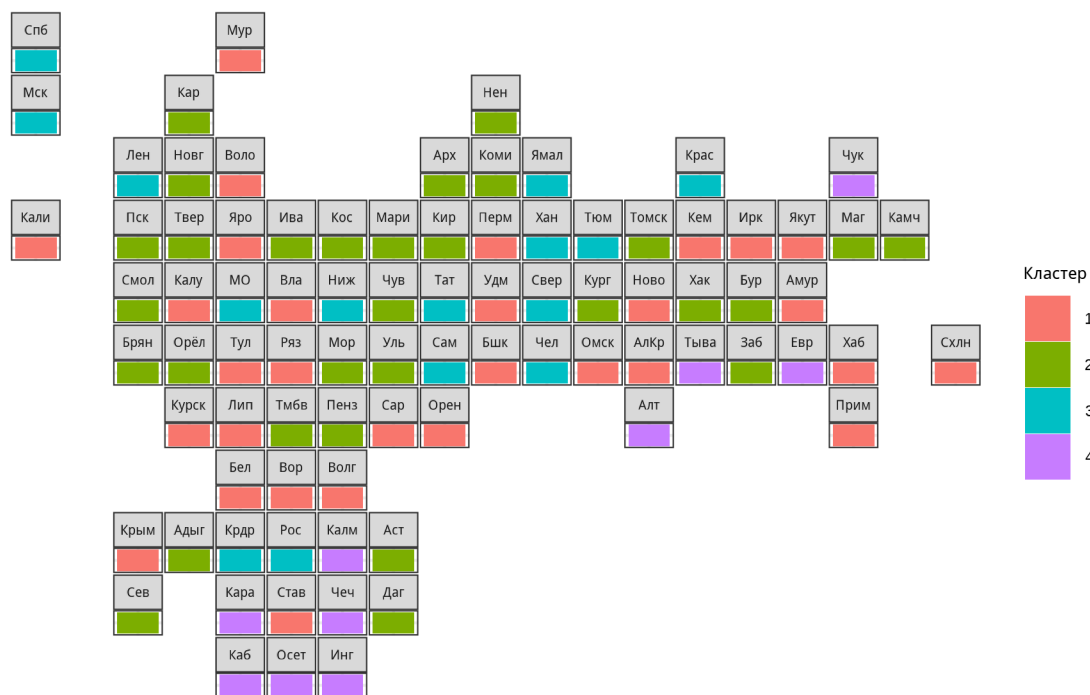 Спб Мур
Мск Кар Нен
Лен Новг Воло Арх Коми Ямал Крас Чук
Кали Пск Твер Яро Ива Кос Мари Кир Перм Хан Тюм Томск Кем Ирк Якут Маг Камч
Смол Калу МО Вла Ниж Чув Тат Удм Свер Кург Ново Хак Бур Амур
Брян Орёл Тул Ряз Мор Уль Сам Бшк Чел Омск АлКр Тыва Заб Евр Хаб Схлн
Курск Лип Тмбв Пенз Сар Орен Алт Прим
Бел Вор Волг
Крым Адыг Крдр Рос Калм Аст
Сев Кара Став Чеч Даг
Каб Осет Инг
Кластер
1
2
3
4